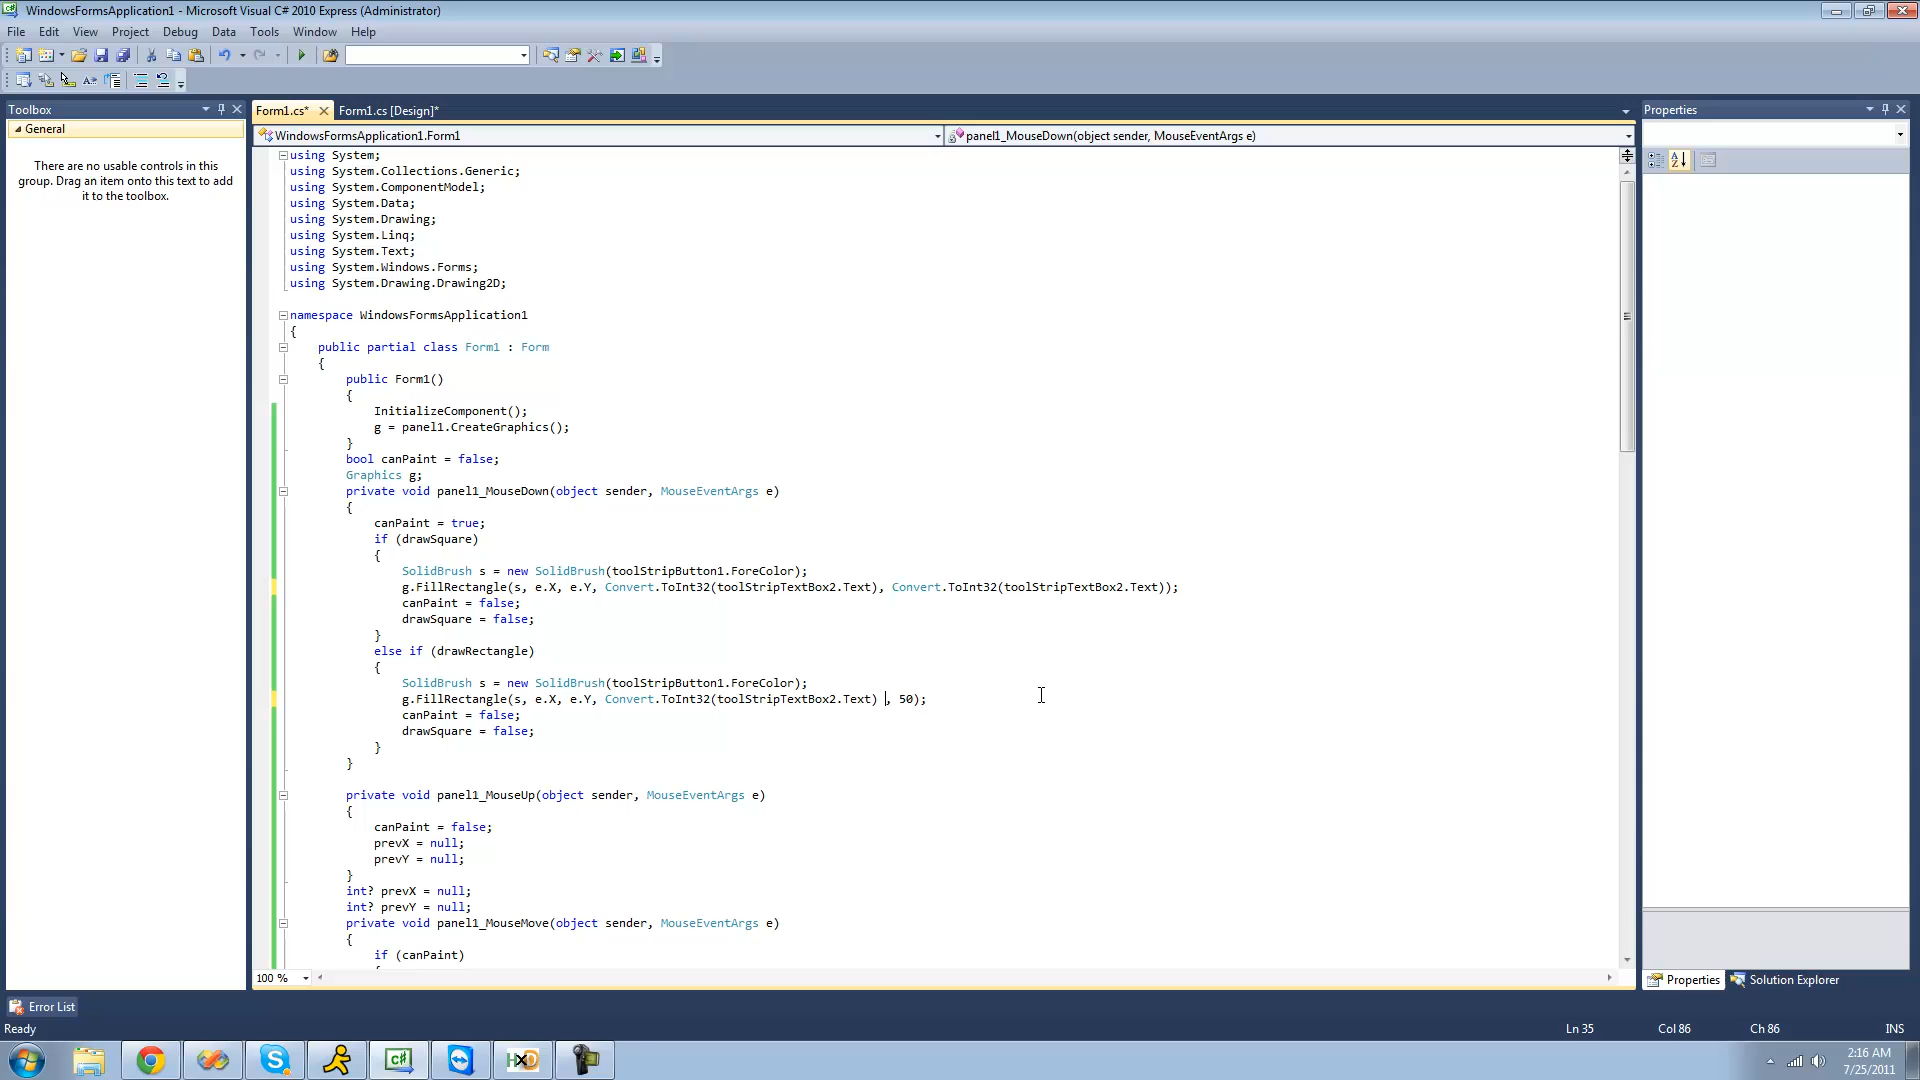 WindowsFormsApplication1 - Microsoft Visual C# 2010 Express (Administrator)
File Edit View Project Debug Data Tools Window Help
Toolbox
General
There are no usable controls in this
group. Drag an item onto this text to add
it to the toolbox.
Form1.cs* Form1.cs [Design]*
WindowsFormsApplication1.Form1 panel1_MouseDown(object sender, MouseEventArgs e)
using System;
using System.Collections.Generic;
using System.ComponentModel;
using System.Data;
using System.Drawing;
using System.Linq;
using System.Text;
using System.Windows.Forms;
using System.Drawing.Drawing2D;
namespace WindowsFormsApplication1
{
public partial class Form1 : Form
{
public Form1()
{
InitializeComponent();
g = panel1.CreateGraphics();
}
bool canPaint = false;
Graphics g;
private void panel1_MouseDown(object sender, MouseEventArgs e)
{
canPaint = true;
if (drawSquare)
{
SolidBrush s = new SolidBrush(toolStripButton1.ForeColor);
g.FillRectangle(s, e.X, e.Y, Convert.ToInt32(toolStripTextBox2.Text), Convert.ToInt32(toolStripTextBox2.Text));
canPaint = false;
drawSquare = false;
}
else if (drawRectangle)
{
SolidBrush s = new SolidBrush(toolStripButton1.ForeColor);
g.FillRectangle(s, e.X, e.Y, Convert.ToInt32(toolStripTextBox2.Text) , 50);
canPaint = false;
drawSquare = false;
}
}
private void panel1_MouseUp(object sender, MouseEventArgs e)
{
canPaint = false;
prevX = null;
prevY = null;
}
int? prevX = null;
int? prevY = null;
private void panel1_MouseMove(object sender, MouseEventArgs e)
{
if (canPaint)
100 %
Properties
Properties Solution Explorer
Error List
Ready Ln 35 Col 86 Ch 86 INS
2:16 AM
7/25/2011